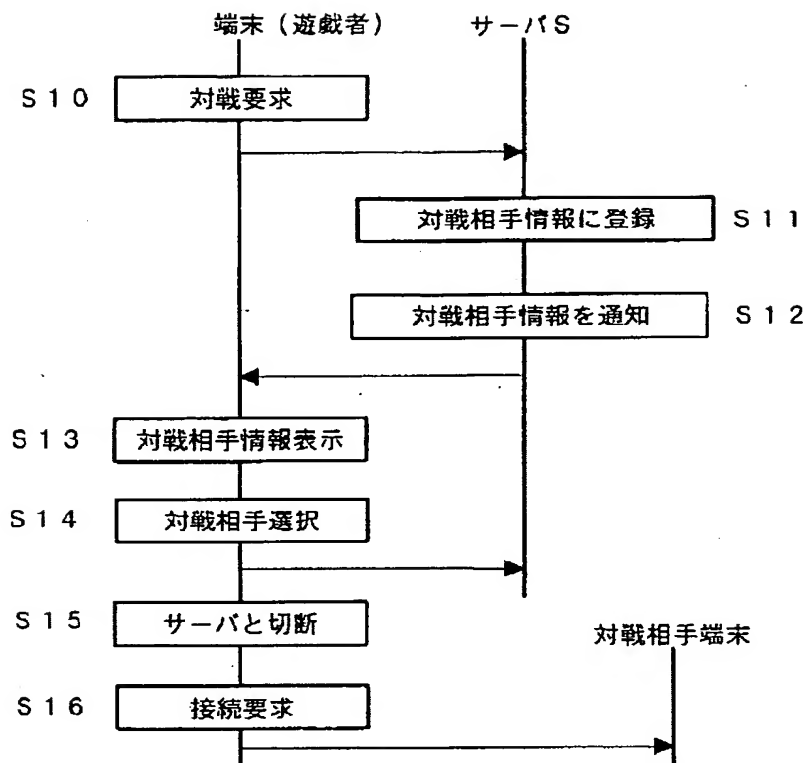 端末（遊戯者）　サーバS
S10　対戦要求
対戦相手情報に登録　S11
対戦相手情報を通知　S12
S13　対戦相手情報表示
S14　対戦相手選択
S15　サーバと切断
対戦相手端末
S16　接続要求